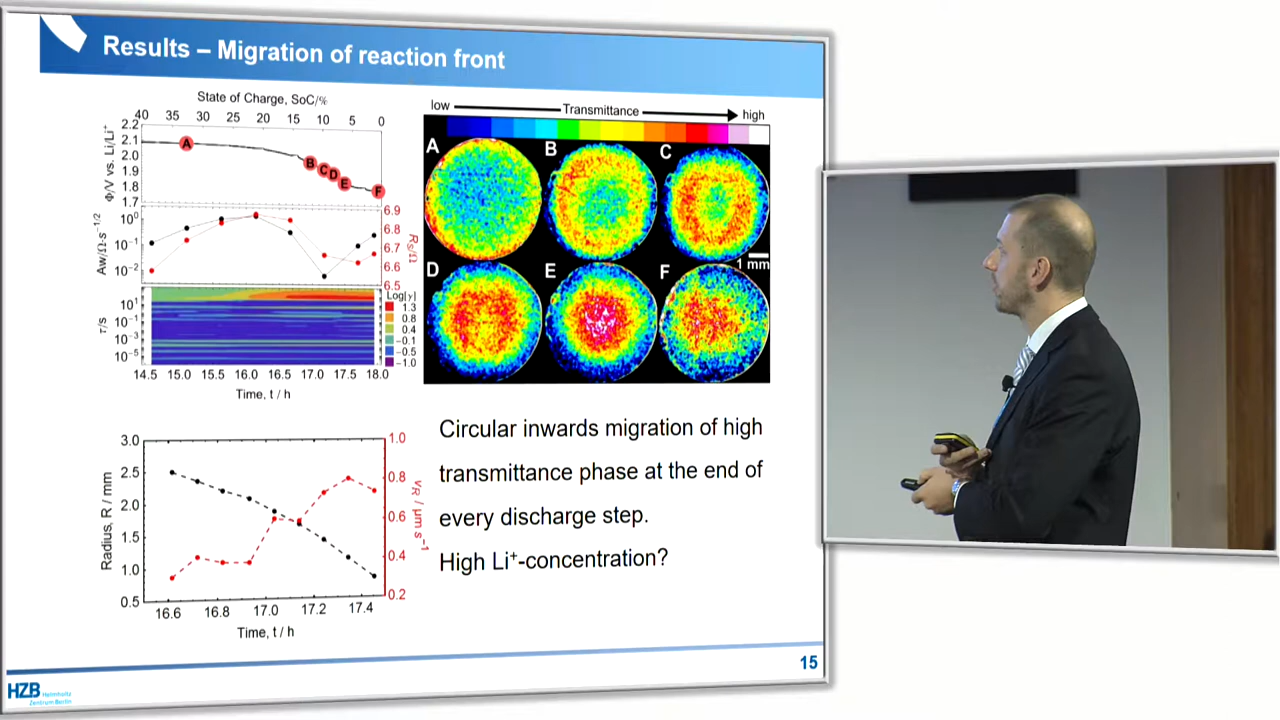 Results – Migration of reaction front
State of Charge, SoC/%
40 35 30 25 20 15 10 5 0
2.2
2.1
2.0
1.9
1.8
1.7
Φ/V vs. Li/Li⁺
A
B
C
D
E
F
10⁰
10⁻¹
10⁻²
Aw/Ω·s⁻¹ᐟ²
6.9
6.8
6.7
6.6
6.5
Rs/Ω
10¹
10⁻¹
10⁻³
10⁻⁵
τ/s
Log[γ]
1.3
0.8
0.4
-0.1
-0.5
-1.0
14.5 15.0 15.5 16.0 16.5 17.0 17.5 18.0
Time, t / h
low Transmittance high
A B C
1 mm
D E F
3.0
2.5
2.0
1.5
1.0
0.5
Radius, R / mm
1.0
0.8
0.6
0.4
0.2
vR / μm s⁻¹
16.6 16.8 17.0 17.2 17.4
Time, t / h
Circular inwards migration of high
transmittance phase at the end of
every discharge step.
High Li⁺-concentration?
15
HZB Helmholtz
Zentrum Berlin